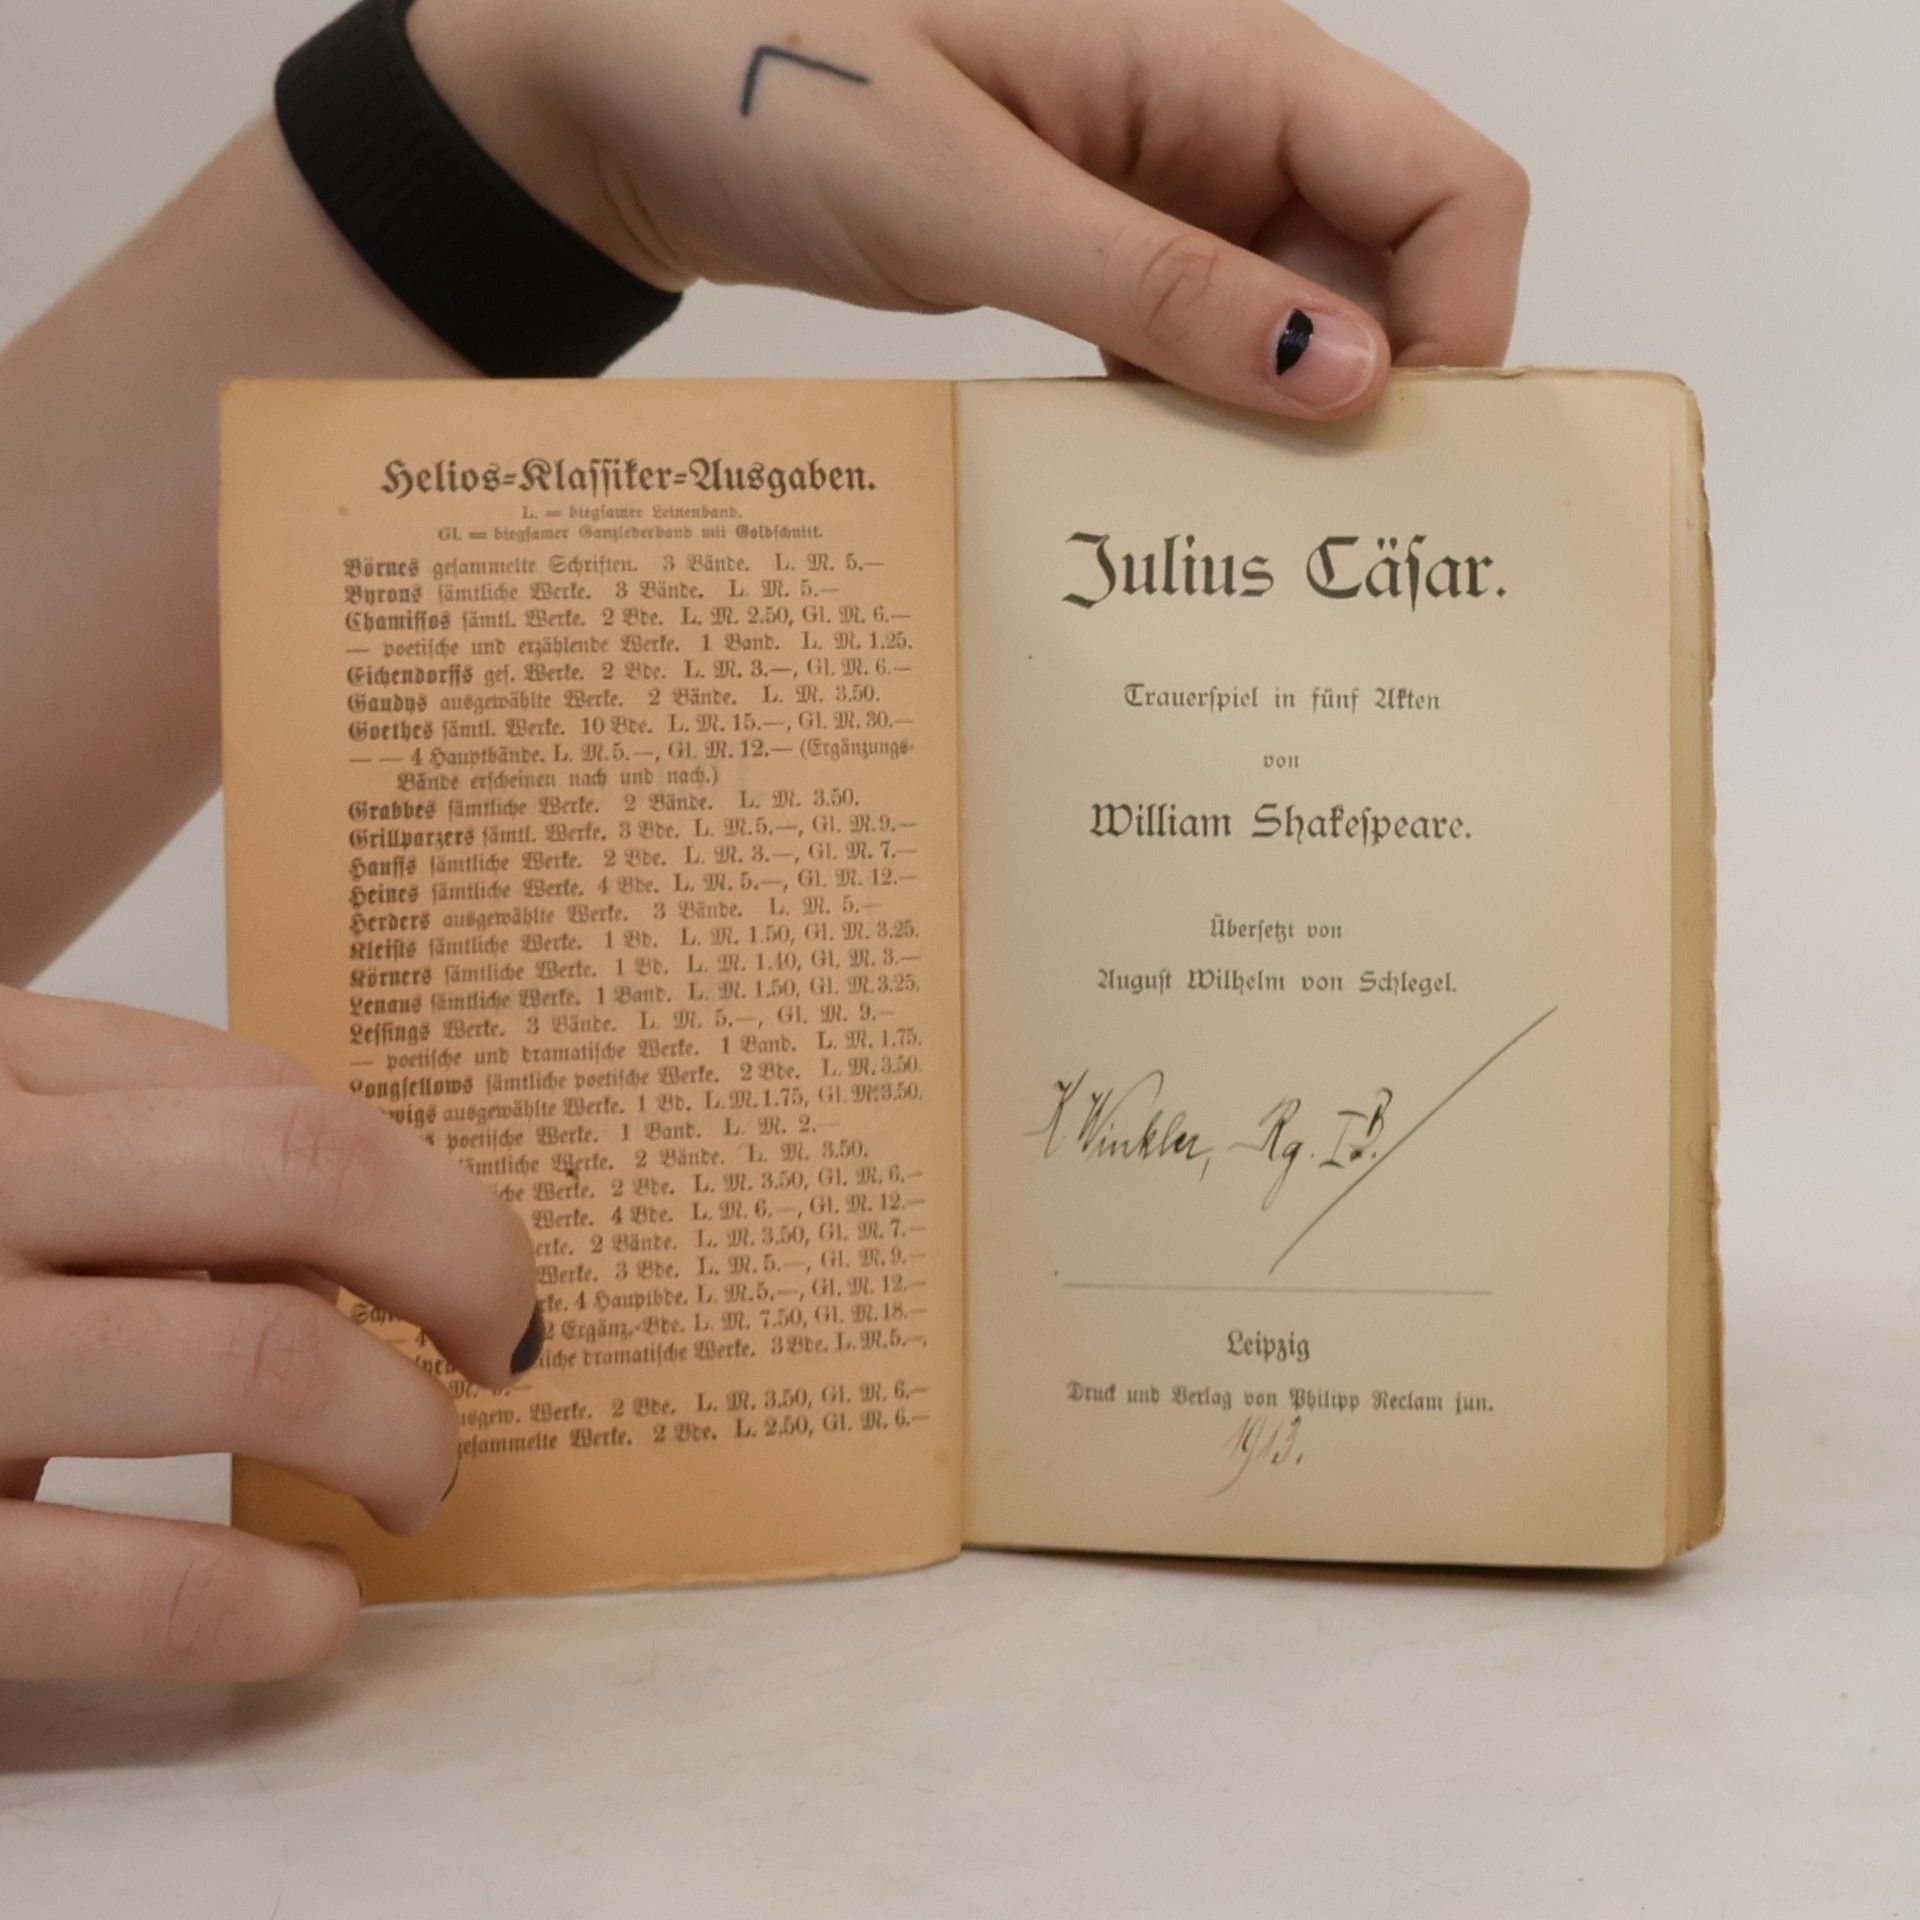 Helios-Klassiker-Ausgaben.
L. = biegsamer Leinenband.
Gl. = biegsamer Ganzlederband mit Goldschnitt.
Börnes gesammelte Schriften. 3 Bände. L. M. 5.—
Byrons sämtliche Werke. 3 Bände. L. M. 5.—
Chamissos sämtl. Werke. 2 Bde. L. M. 2.50, Gl. M. 6.—
— poetische und erzählende Werke. 1 Band. L. M. 1.25.
Eichendorffs ges. Werke. 2 Bde. L. M. 3.—, Gl. M. 6.—
Gaudys ausgewählte Werke. 2 Bände. L. M. 3.50.
Goethes sämtl. Werke. 10 Bde. L. M. 15.—, Gl. M. 30.—
— — 4 Hauptbände. L. M. 5.—, Gl. M. 12.— (Ergänzungs-
Bände erscheinen nach und nach.)
Grabbes sämtliche Werke. 2 Bände. L. M. 3.50.
Grillparzers sämtl. Werke. 3 Bde. L. M. 5.—, Gl. M. 9.—
Hauffs sämtliche Werke. 2 Bde. L. M. 3.—, Gl. M. 7.—
Heines sämtliche Werke. 4 Bde. L. M. 5.—, Gl. M. 12.—
Herders ausgewählte Werke. 3 Bände. L. M. 5.—
Kleists sämtliche Werke. 1 Bd. L. M. 1.50, Gl. M. 3.25.
Körners sämtliche Werke. 1 Bd. L. M. 1.40, Gl. M. 3.—
Lenaus sämtliche Werke. 1 Band. L. M. 1.50, Gl. M. 3.25.
Lessings Werke. 3 Bände. L. M. 5.—, Gl. M. 9.—
— poetische und dramatische Werke. 1 Band. L. M. 1.75.
Longfellows sämtliche poetische Werke. 2 Bde. L. M. 3.50.
ausgewählte Werke. 1 Bd. L. M. 1.75, Gl. M. 3.50.
poetische Werke. 1 Band. L. M. 2.—
sämtliche Werke. 2 Bände. L. M. 3.50.
Werke. 2 Bde. L. M. 3.50, Gl. M. 6.—
Werke. 4 Bde. L. M. 6.—, Gl. M. 12.—
2 Bände. L. M. 3.50, Gl. M. 7.—
Werke. 3 Bde. L. M. 5.—, Gl. M. 9.—
4 Hauptbde. L. M. 5.—, Gl. M. 12.—
2 Ergänz.-Bde. L. M. 7.50, Gl. M. 18.—
— 4 dramatische Werke. 3 Bde. L. M. 5.—,
M.
ausgew. Werke. 2 Bde. L. M. 3.50, Gl. M. 6.—
gesammelte Werke. 2 Bde. L. 2.50, Gl. M. 6.—
Julius Cäsar.
Trauerspiel in fünf Akten
von
William Shakespeare.
Übersetzt von
August Wilhelm von Schlegel.
K Winkler, Rg. I B.
Leipzig
Druck und Verlag von Philipp Reclam jun.
1913.